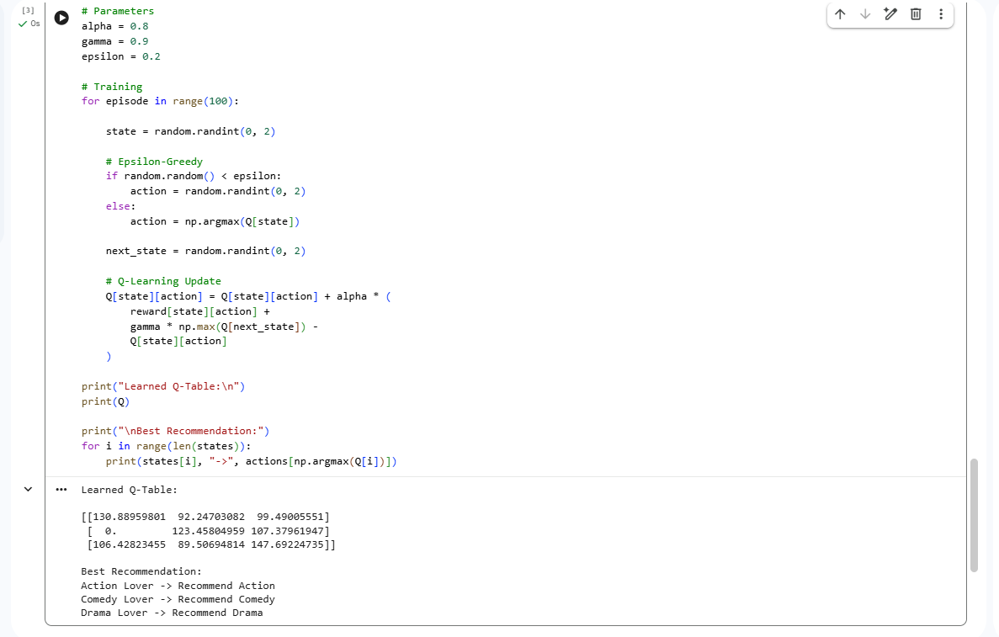 [3]
0s
# Parameters
alpha = 0.8
gamma = 0.9
epsilon = 0.2

# Training
for episode in range(100):

    state = random.randint(0, 2)

    # Epsilon-Greedy
    if random.random() < epsilon:
        action = random.randint(0, 2)
    else:
        action = np.argmax(Q[state])

    next_state = random.randint(0, 2)

    # Q-Learning Update
    Q[state][action] = Q[state][action] + alpha * (
        reward[state][action] +
        gamma * np.max(Q[next_state]) -
        Q[state][action]
    )

print("Learned Q-Table:\n")
print(Q)

print("\nBest Recommendation:")
for i in range(len(states)):
    print(states[i], "->", actions[np.argmax(Q[i])])
Learned Q-Table:

[[130.88959801  92.24703082  99.49005551]
 [  0.         123.45804959 107.37961947]
 [106.42823455  89.50694814 147.69224735]]

Best Recommendation:
Action Lover -> Recommend Action
Comedy Lover -> Recommend Comedy
Drama Lover -> Recommend Drama